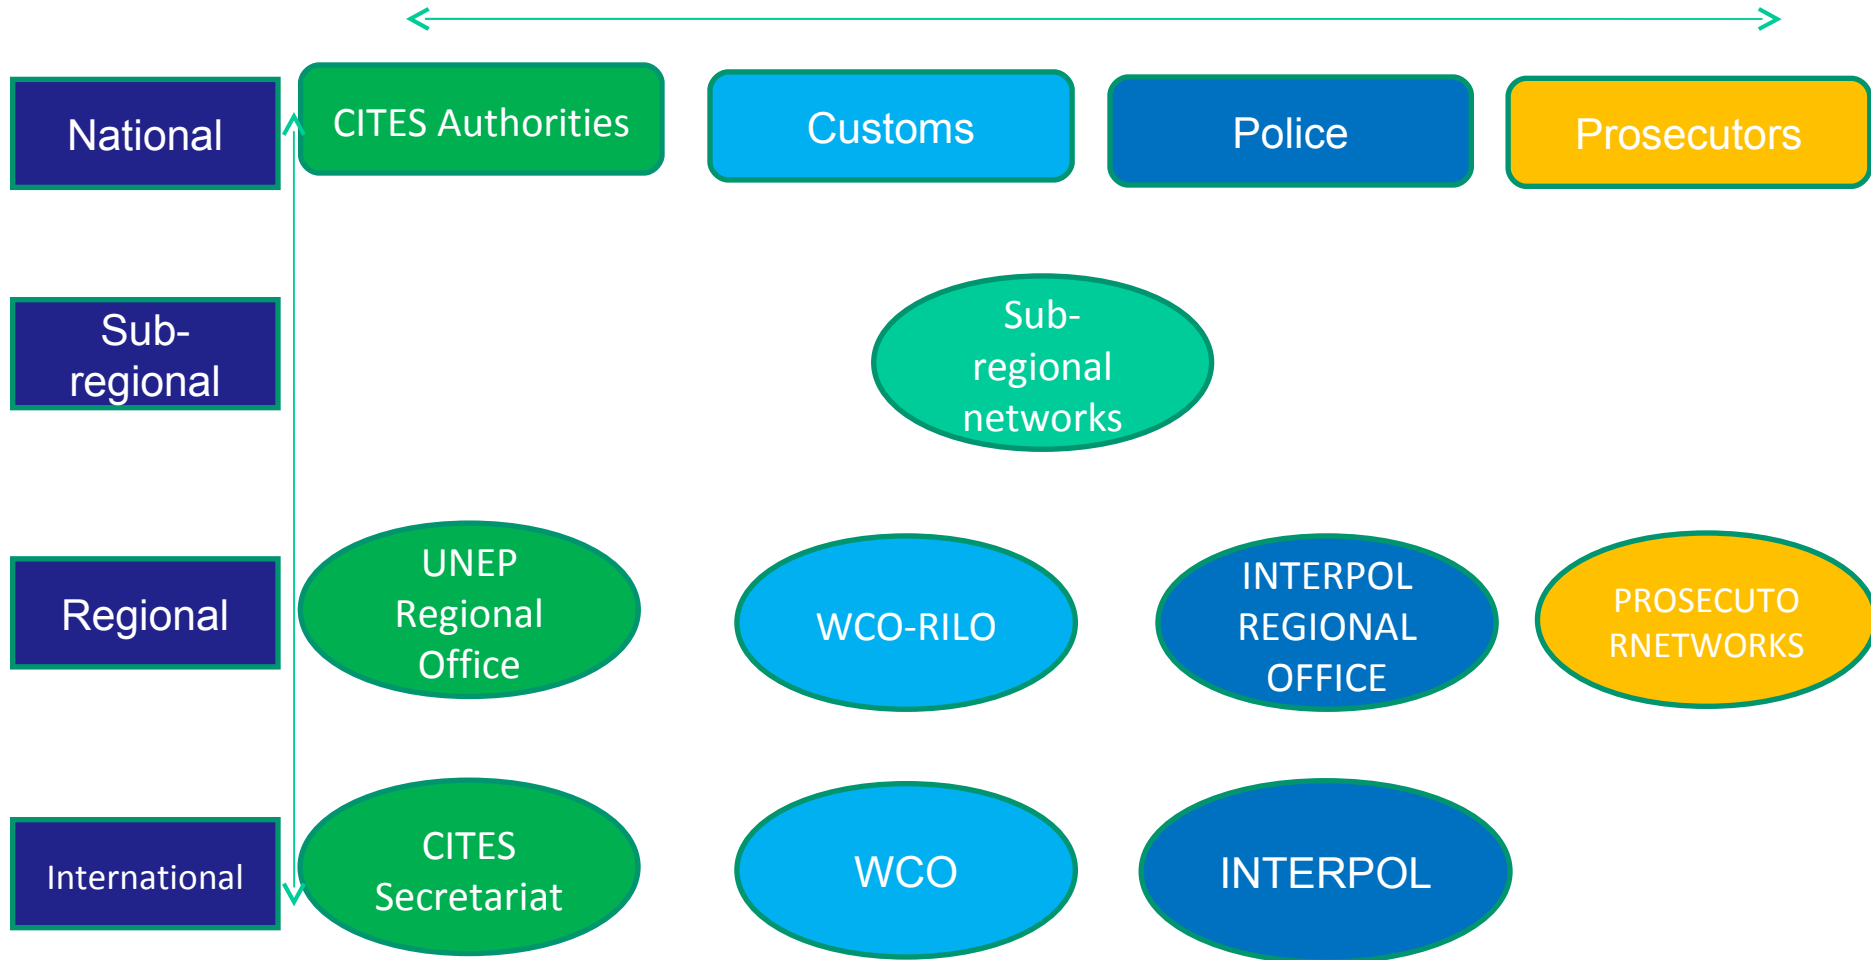 National
CITES Authorities
Customs
Police
Prosecutors
Sub-
regional
Sub-
regional
networks
Regional
UNEP
Regional
Office
WCO-RILO
INTERPOL
REGIONAL
OFFICE
PROSECUTO
RNETWORKS
International
CITES
Secretariat
WCO
INTERPOL